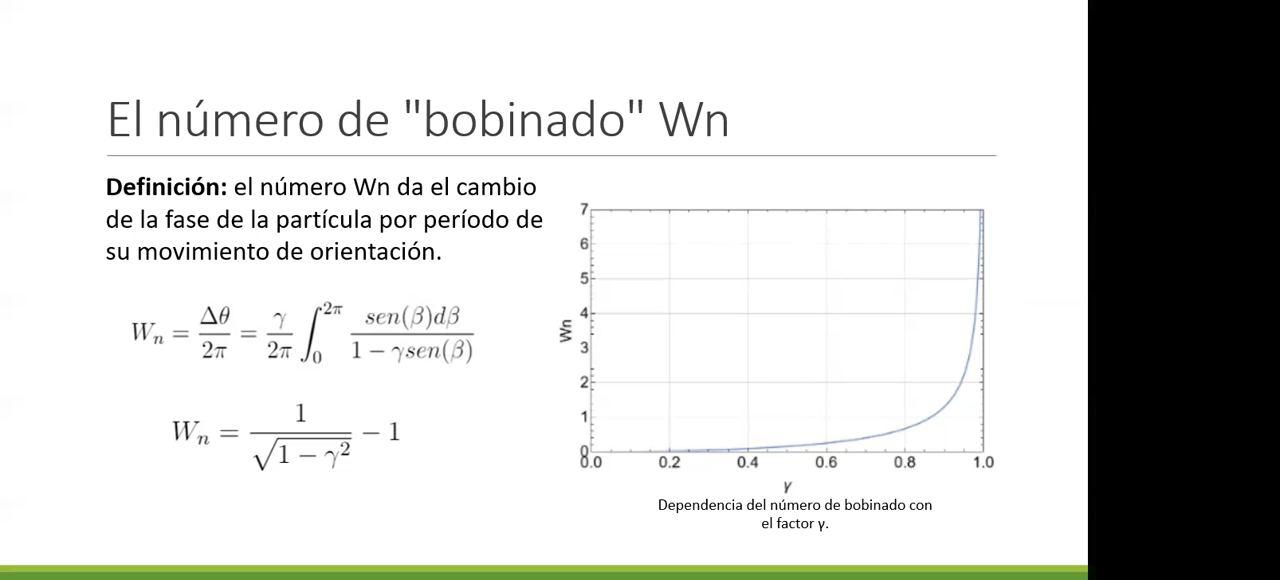 El número de "bobinado" Wn
Definición: el número Wn da el cambio
de la fase de la partícula por período de
su movimiento de orientación.
W_n = Δθ/2π = γ/2π ∫_0^{2π} sen(β)dβ / (1 − γsen(β))
W_n = 1/√(1 − γ²) − 1
7
6
5
4
3
2
1
0
Wn
0.0 0.2 0.4 0.6 0.8 1.0
γ
Dependencia del número de bobinado con
el factor γ.